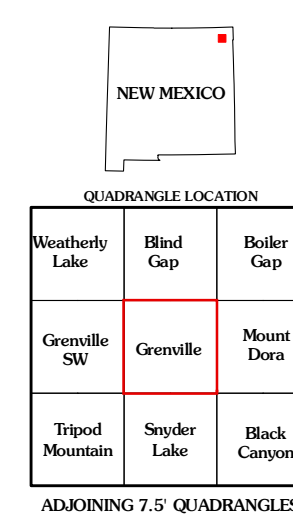 NEW MEXICO
QUADRANGLE LOCATION
Weatherly Blind Boiler
Lake Gap Gap
Grenville Grenville Mount
SW Dora
Tripod Snyder Black
Mountain Lake Canyon
ADJOINING 7.5' QUADRANGLES